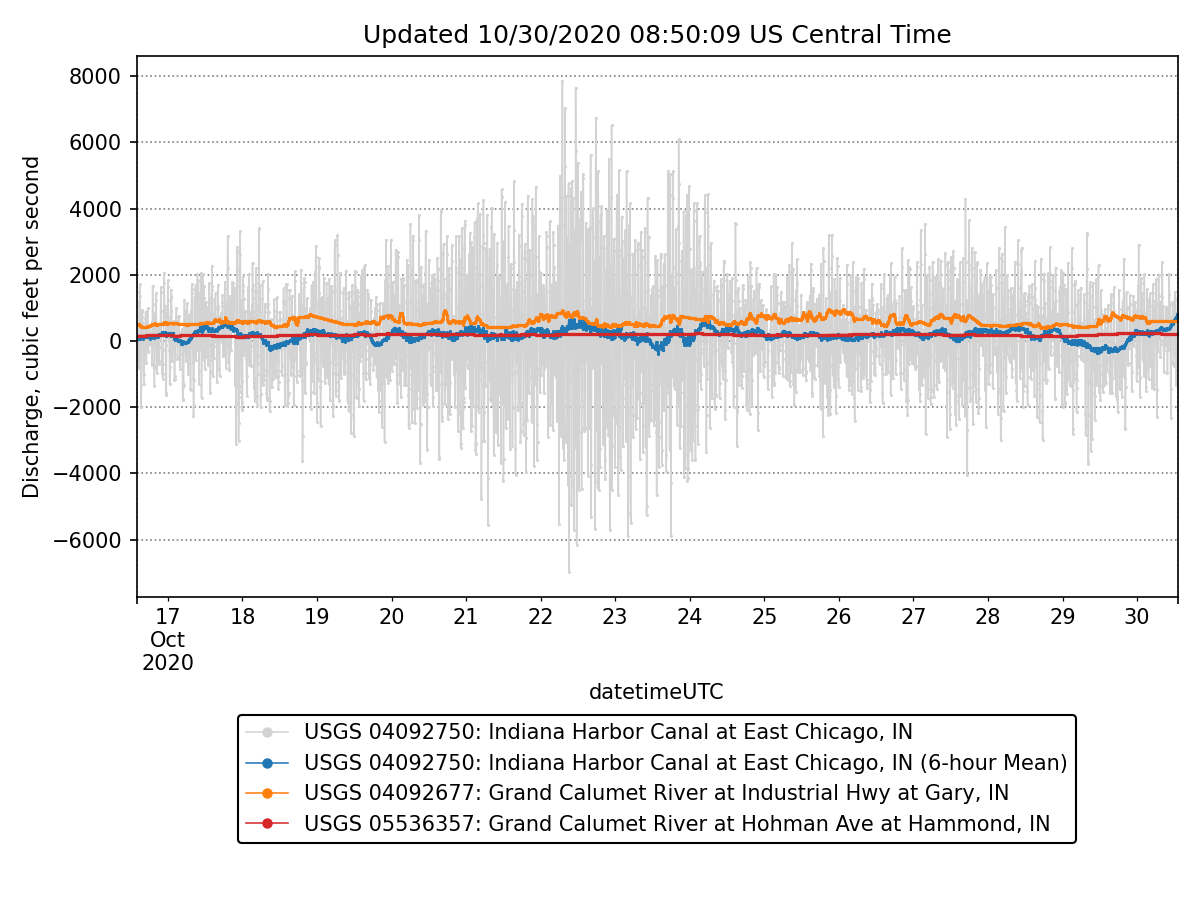 Updated 10/30/2020 08:50:09 US Central Time
Discharge, cubic feet per second
8000
6000
4000
2000
0
−2000
−4000
−6000
17 18 19 20 21 22 23 24 25 26 27 28 29 30
Oct
2020
datetimeUTC
USGS 04092750: Indiana Harbor Canal at East Chicago, IN
USGS 04092750: Indiana Harbor Canal at East Chicago, IN (6-hour Mean)
USGS 04092677: Grand Calumet River at Industrial Hwy at Gary, IN
USGS 05536357: Grand Calumet River at Hohman Ave at Hammond, IN